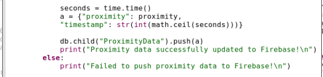 seconds = time.time()
a = {"proximity": proximity,
"timestamp": str(int(math.ceil(seconds)))}
db.child("ProximityData").push(a)
print("Proximity data successfully updated to Firebase!\n")
else:
print("Failed to push proximity data to Firebase!\n")